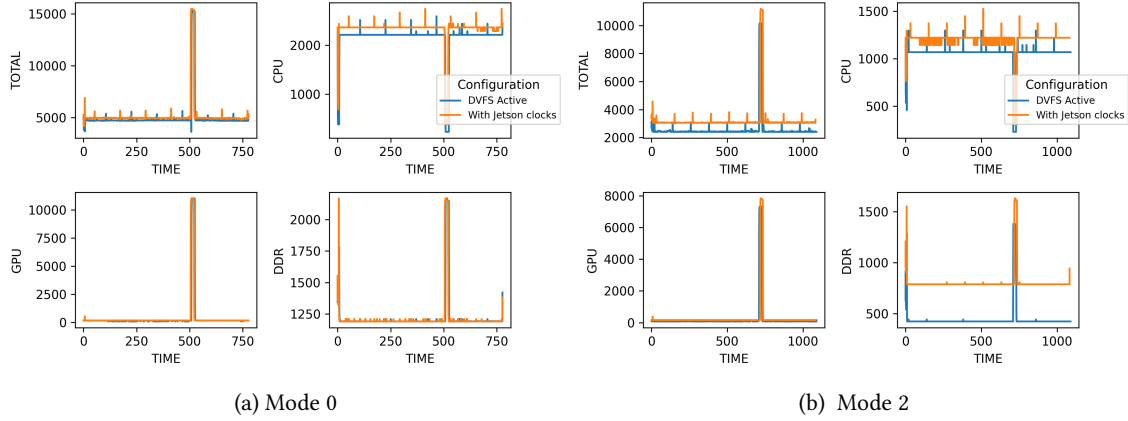 TOTAL
15000
10000
5000
0
250
500
750
TIME
CPU
2000
1000
0
250
500
750
TIME
Configuration
DVFS Active
With Jetson clocks
GPU
10000
7500
5000
2500
0
0
250
500
750
TIME
DDR
2000
1750
1500
1250
0
250
500
750
TIME
(a) Mode 0
TOTAL
10000
8000
6000
4000
2000
0
500
1000
TIME
CPU
1500
1000
500
0
500
1000
TIME
Configuration
DVFS Active
With Jetson clocks
GPU
8000
6000
4000
2000
0
0
500
1000
TIME
DDR
1500
1000
500
0
500
1000
TIME
(b) Mode 2